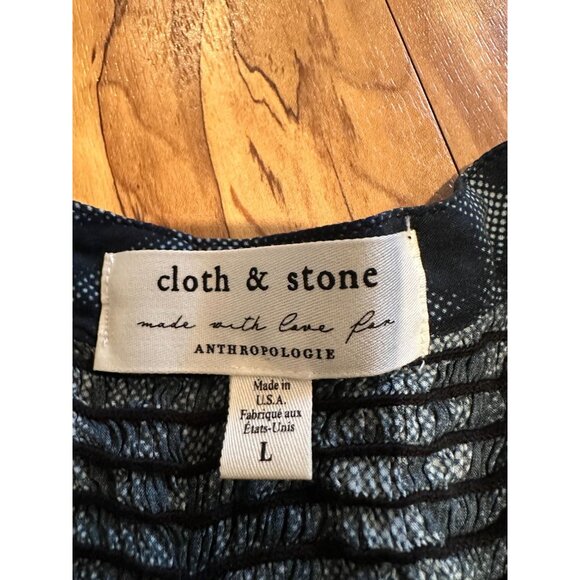 cloth & stone
made with love for
ANTHROPOLOGIE
Made in
U.S.A.
Fabriqué aux
États-Unis
L